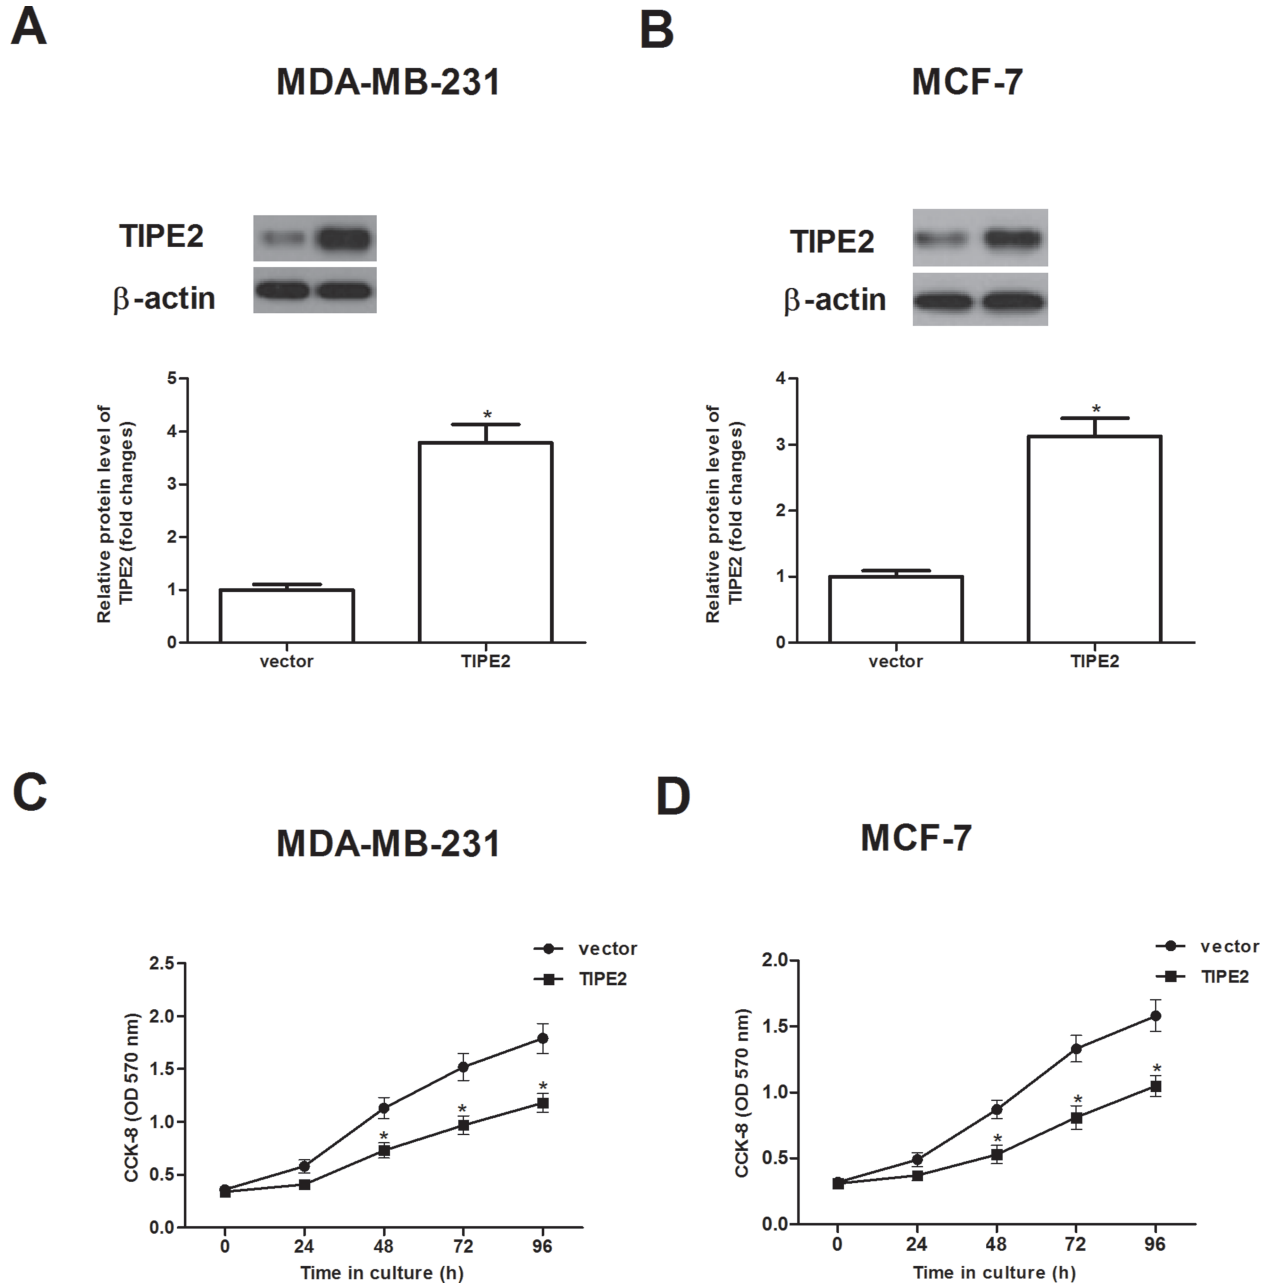 A
MDA-MB-231
TIPE2
β-actin
Relative protein level of
TIPE2 (fold changes)
5
4
3
2
1
0
*
vector
TIPE2
B
MCF-7
TIPE2
β-actin
Relative protein level of
TIPE2 (fold changes)
4
3
2
1
0
*
vector
TIPE2
C
MDA-MB-231
vector
TIPE2
CCK-8 (OD 570 nm)
2.5
2.0
1.5
1.0
0.5
0.0
*
*
*
0 24 48 72 96
Time in culture (h)
D
MCF-7
vector
TIPE2
CCK-8 (OD 570 nm)
2.0
1.5
1.0
0.5
0.0
*
*
*
0 24 48 72 96
Time in culture (h)